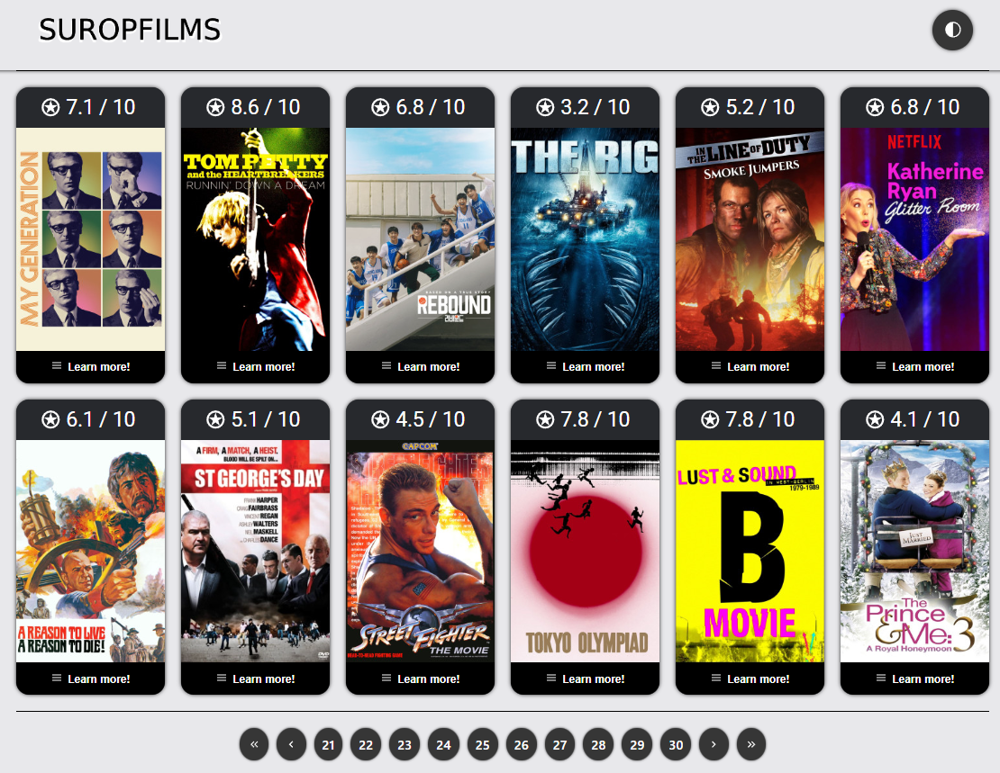 SUROPFILMS
7.1 / 10
8.6 / 10
6.8 / 10
3.2 / 10
5.2 / 10
6.8 / 10
MY GENERATION
TOM PETTY
and the HEARTBREAKERS
RUNNIN' DOWN A DREAM
BASED ON A TRUE STORY
REBOUND
리바운드
THE RIG
IN THE LINE OF DUTY
SMOKE JUMPERS
NETFLIX
Katherine
Ryan
Glitter Room
Learn more!
Learn more!
Learn more!
Learn more!
Learn more!
Learn more!
6.1 / 10
5.1 / 10
4.5 / 10
7.8 / 10
7.8 / 10
4.1 / 10
A REASON TO LIVE
A REASON TO DIE!
A FIRM, A MATCH, A HEIST.
BLOOD WILL BE SPILT ON...
ST GEORGE'S DAY
FRANK HARPER
CRAIG FAIRBRASS
VINCENT REGAN
ASHLEY WALTERS
NEIL MASKELL
CHARLES DANCE
DVD
CAPCOM
STREET FIGHTER
THE MOVIE
HEAD-TO-HEAD FIGHTING GAME
TOKYO OLYMPIAD
LUST & SOUND
IN WEST-BERLIN
1979-1989
B
MOVIE
JUST
MARRIED
The
Prince
& Me: 3
A Royal Honeymoon
Learn more!
Learn more!
Learn more!
Learn more!
Learn more!
Learn more!
« ‹ 21 22 23 24 25 26 27 28 29 30 › »